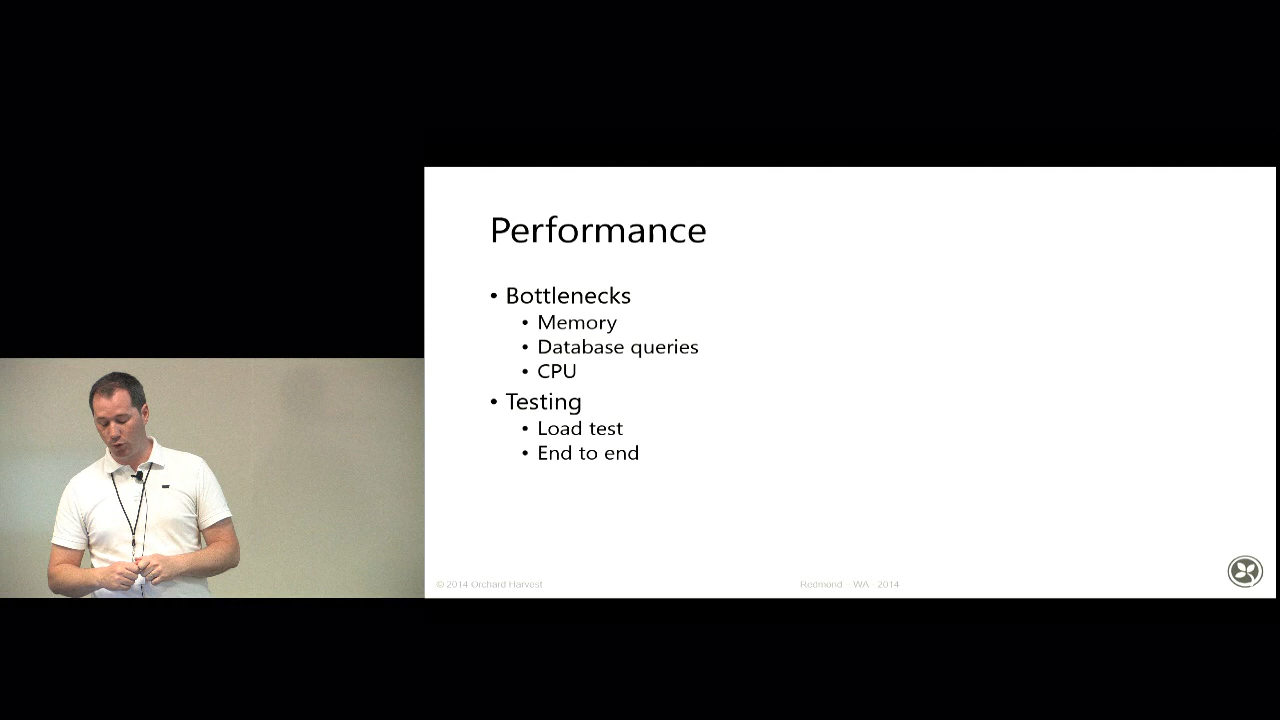 Performance
• Bottlenecks
• Memory
• Database queries
• CPU
• Testing
• Load test
• End to end
© 2014 Orchard Harvest
Redmond - WA - 2014